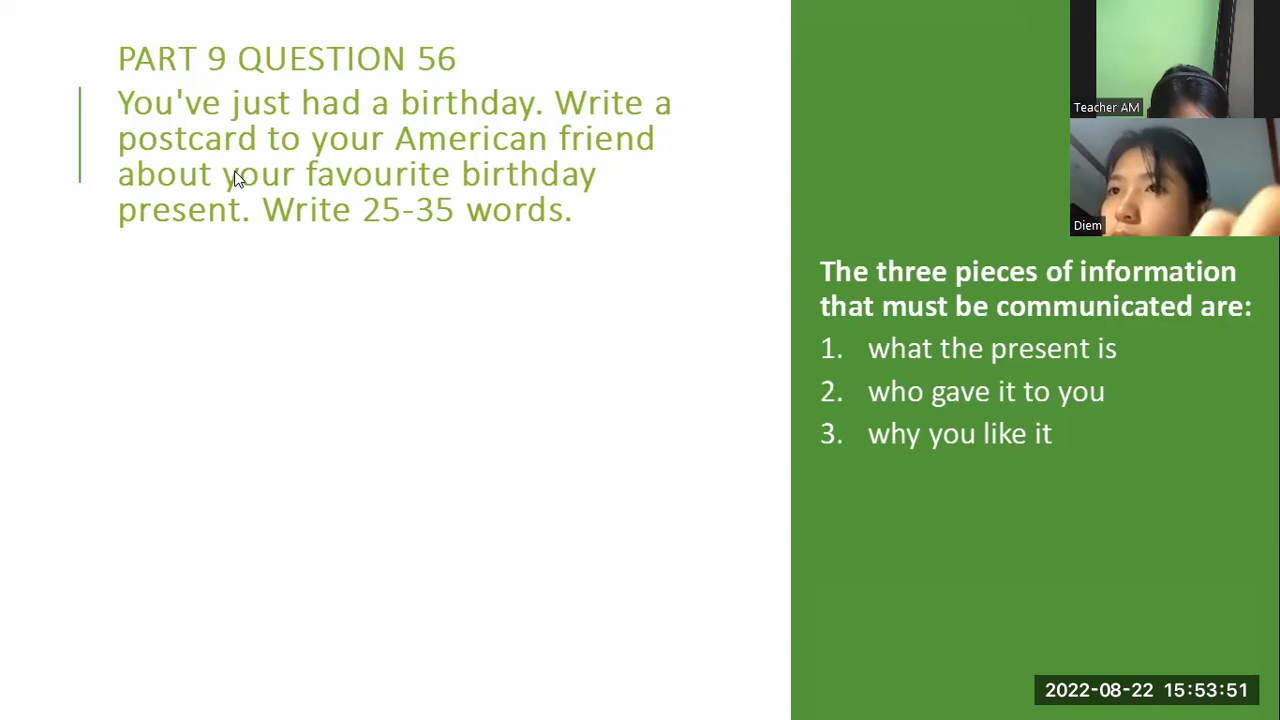 PART 9 QUESTION 56
You've just had a birthday. Write a
postcard to your American friend
about your favourite birthday
present. Write 25-35 words.
Teacher AM
Diem
The three pieces of information
that must be communicated are:
1. what the present is
2. who gave it to you
3. why you like it
2022-08-22 15:53:51